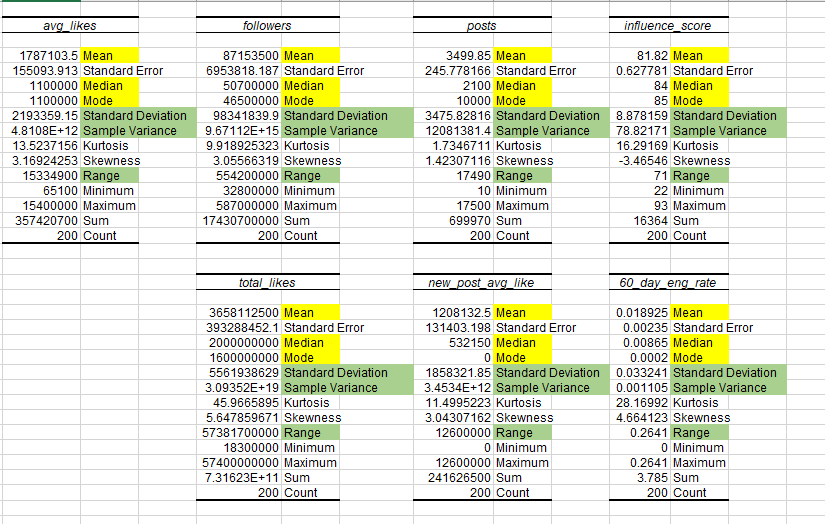 avg_likes followers posts influence_score
1787103.5 Mean 87153500 Mean 3499.85 Mean 81.82 Mean
155093.913 Standard Error 6953818.187 Standard Error 245.778166 Standard Error 0.627781 Standard Error
1100000 Median 50700000 Median 2100 Median 84 Median
1100000 Mode 46500000 Mode 10000 Mode 85 Mode
2193359.15 Standard Deviation 98341839.9 Standard Deviation 3475.82816 Standard Deviation 8.878159 Standard Deviation
4.8108E+12 Sample Variance 9.67112E+15 Sample Variance 12081381.4 Sample Variance 78.82171 Sample Variance
13.5237156 Kurtosis 9.918925323 Kurtosis 1.7346711 Kurtosis 16.29169 Kurtosis
3.16924253 Skewness 3.05566319 Skewness 1.42307116 Skewness -3.46546 Skewness
15334900 Range 554200000 Range 17490 Range 71 Range
65100 Minimum 32800000 Minimum 10 Minimum 22 Minimum
15400000 Maximum 587000000 Maximum 17500 Maximum 93 Maximum
357420700 Sum 17430700000 Sum 699970 Sum 16364 Sum
200 Count 200 Count 200 Count 200 Count
total_likes new_post_avg_like 60_day_eng_rate
3658112500 Mean 1208132.5 Mean 0.018925 Mean
393288452.1 Standard Error 131403.198 Standard Error 0.00235 Standard Error
2000000000 Median 532150 Median 0.00865 Median
1600000000 Mode 0 Mode 0.0002 Mode
5561938629 Standard Deviation 1858321.85 Standard Deviation 0.033241 Standard Deviation
3.09352E+19 Sample Variance 3.4534E+12 Sample Variance 0.001105 Sample Variance
45.9665895 Kurtosis 11.4995223 Kurtosis 28.16992 Kurtosis
5.647859671 Skewness 3.04307162 Skewness 4.664123 Skewness
57381700000 Range 12600000 Range 0.2641 Range
18300000 Minimum 0 Minimum 0 Minimum
57400000000 Maximum 12600000 Maximum 0.2641 Maximum
7.31623E+11 Sum 241626500 Sum 3.785 Sum
200 Count 200 Count 200 Count